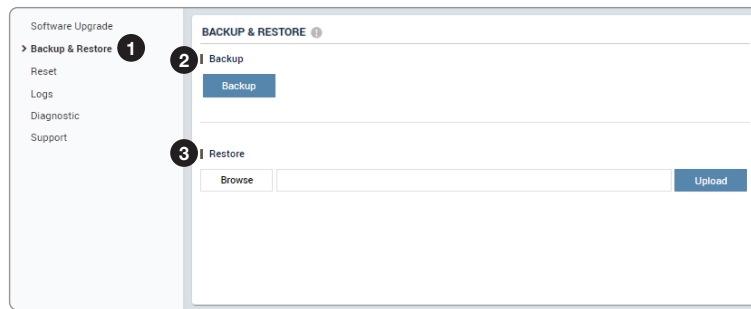 Software Upgrade
Backup & Restore 1
Reset
Logs
Diagnostic
Support
BACKUP & RESTORE !
2 Backup
Backup
3 Restore
Browse
Upload